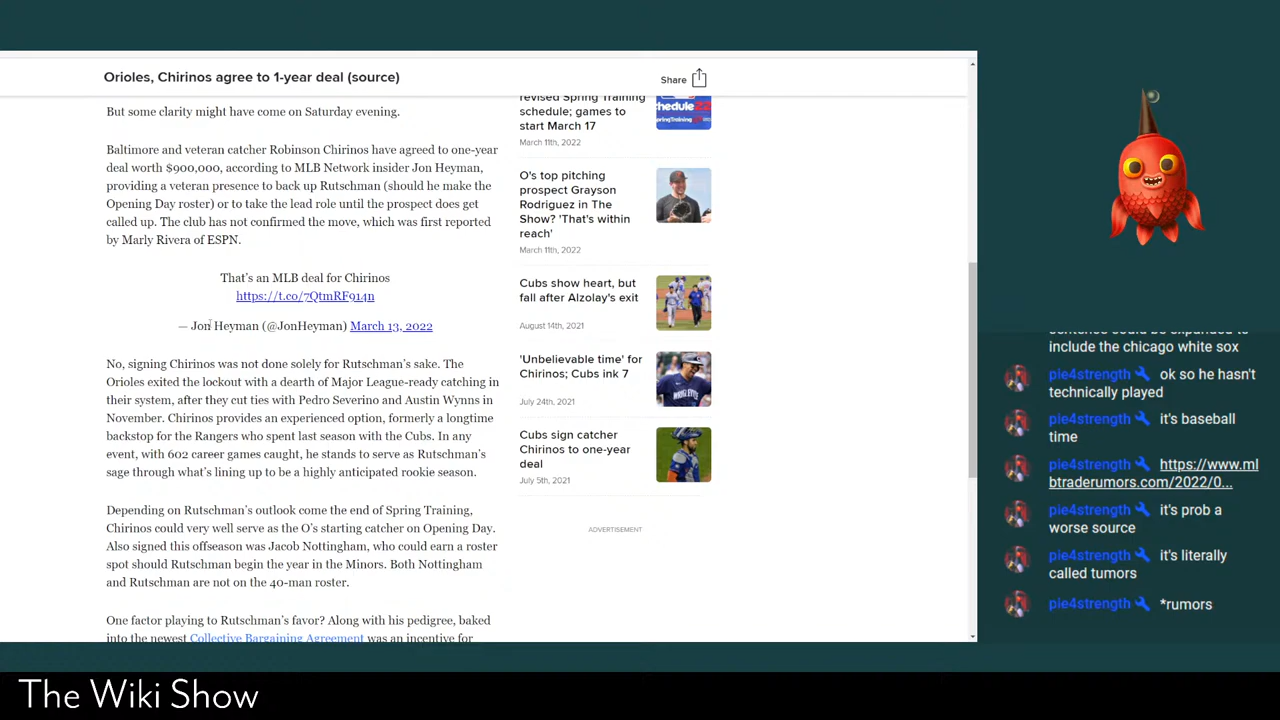 Orioles, Chirinos agree to 1-year deal (source)
Share
But some clarity might have come on Saturday evening.
Baltimore and veteran catcher Robinson Chirinos have agreed to one-year
deal worth $900,000, according to MLB Network insider Jon Heyman,
providing a veteran presence to back up Rutschman (should he make the
Opening Day roster) or to take the lead role until the prospect does get
called up. The club has not confirmed the move, which was first reported
by Marly Rivera of ESPN.
That's an MLB deal for Chirinos
https://t.co/7QtmRF914n
— Jon Heyman (@JonHeyman) March 13, 2022
No, signing Chirinos was not done solely for Rutschman's sake. The
Orioles exited the lockout with a dearth of Major League-ready catching in
their system, after they cut ties with Pedro Severino and Austin Wynns in
November. Chirinos provides an experienced option, formerly a longtime
backstop for the Rangers who spent last season with the Cubs. In any
event, with 602 career games caught, he stands to serve as Rutschman's
sage through what's lining up to be a highly anticipated rookie season.
Depending on Rutschman's outlook come the end of Spring Training,
Chirinos could very well serve as the O's starting catcher on Opening Day.
Also signed this offseason was Jacob Nottingham, who could earn a roster
spot should Rutschman begin the year in the Minors. Both Nottingham
and Rutschman are not on the 40-man roster.
One factor playing to Rutschman's favor? Along with his pedigree, baked
into the newest Collective Bargaining Agreement was an incentive for
revised Spring Training
schedule; games to
start March 17
March 11th, 2022
O's top pitching
prospect Grayson
Rodriguez in The
Show? 'That's within
reach'
March 11th, 2022
Cubs show heart, but
fall after Alzolay's exit
August 14th, 2021
'Unbelievable time' for
Chirinos; Cubs ink 7
July 24th, 2021
Cubs sign catcher
Chirinos to one-year
deal
July 5th, 2021
ADVERTISEMENT
sentence could be expanded to
include the chicago white sox
pie4strength ok so he hasn't
technically played
pie4strength it's baseball
time
pie4strength https://www.ml
btraderumors.com/2022/0...
pie4strength it's prob a
worse source
pie4strength it's literally
called tumors
pie4strength *rumors
The Wiki Show